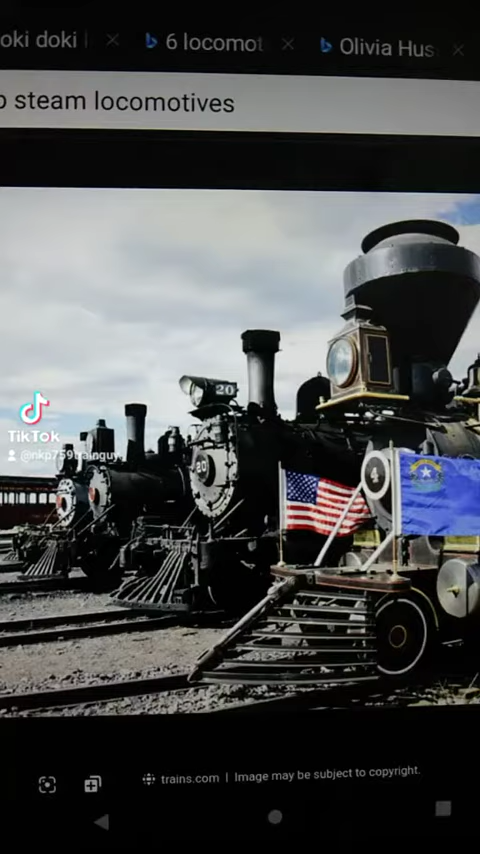 oki doki
6 locomot
Olivia Hus
o steam locomotives
20
20
4
TikTok
@nkp759trainguy
trains.com | Image may be subject to copyright.